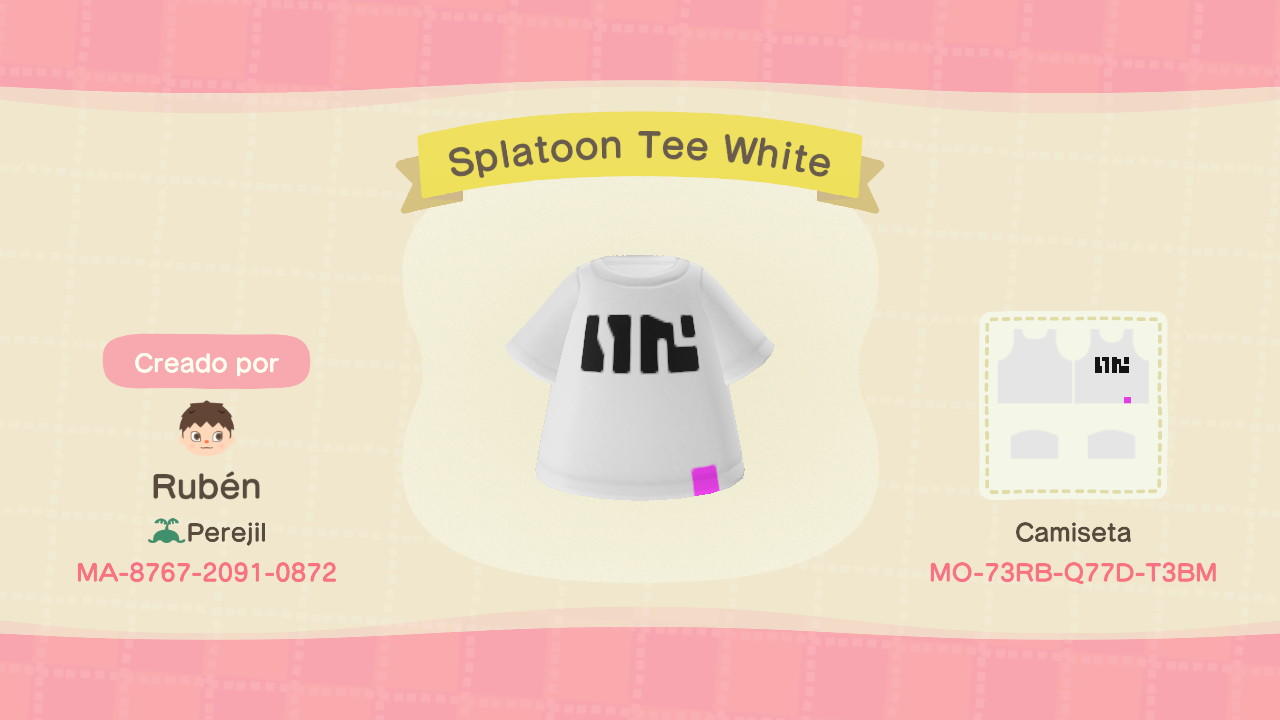 Splatoon Tee White
Creado por
Rubén
Perejil
MA-8767-2091-0872
Camiseta
MO-73RB-Q77D-T3BM